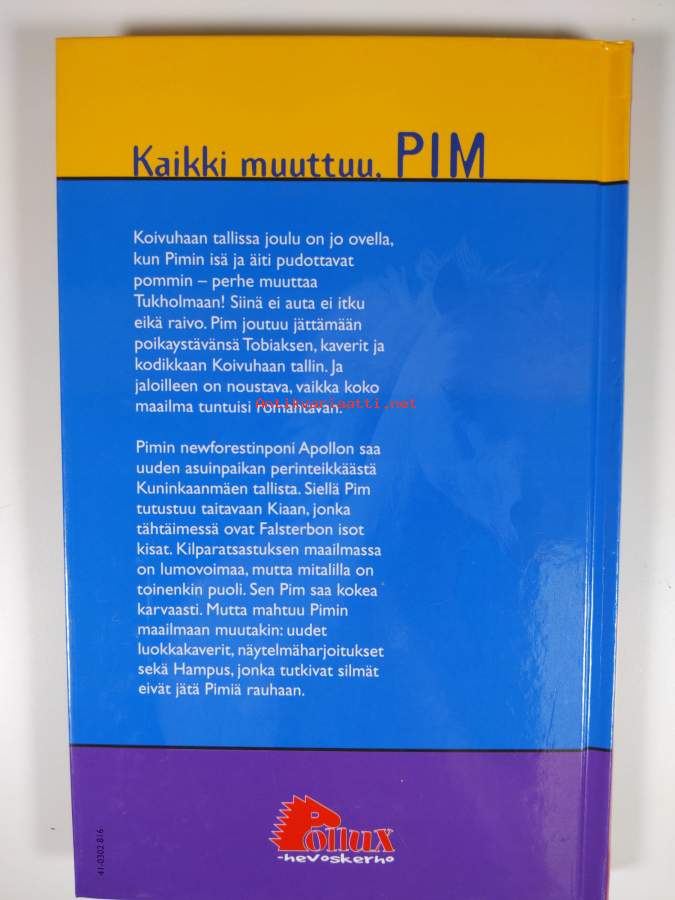 Kaikki muuttuu, PIM
Koivuhaan tallissa joulu on jo ovella,
kun Pimin isä ja äiti pudottavat
pommin – perhe muuttaa
Tukholmaan! Siinä ei auta ei itku
eikä raivo. Pim joutuu jättämään
poikaystävänsä Tobiaksen, kaverit ja
kodikkaan Koivuhaan tallin. Ja
jaloilleen on noustava, vaikka koko
maailma tuntuisi romahtavan.
Antikvariaatti.net
Pimin newforestinponi Apollon saa
uuden asuinpaikan perinteikkäästä
Kuninkaanmäen tallista. Siellä Pim
tutustuu taitavaan Kiaan, jonka
tähtäimessä ovat Falsterbon isot
kisat. Kilparatsastuksen maailmassa
on lumovoimaa, mutta mitalilla on
toinenkin puoli. Sen Pim saa kokea
karvaasti. Mutta mahtuu Pimin
maailmaan muutakin: uudet
luokkakaverit, näytelmäharjoitukset
sekä Hampus, jonka tutkivat silmät
eivät jätä Pimiä rauhaan.
Pollux
-hevoskerho
41-0302 816